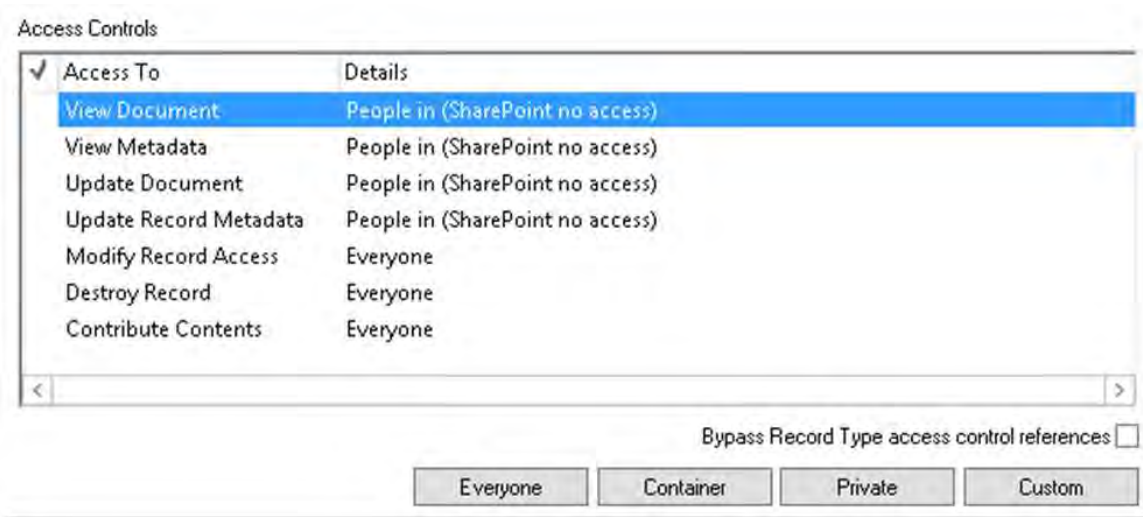 Access Controls
Access To Details
View Document People in (SharePoint no access)
View Metadata People in (SharePoint no access)
Update Document People in (SharePoint no access)
Update Record Metadata People in (SharePoint no access)
Modify Record Access Everyone
Destroy Record Everyone
Contribute Contents Everyone
Bypass Record Type access control references
Everyone Container Private Custom